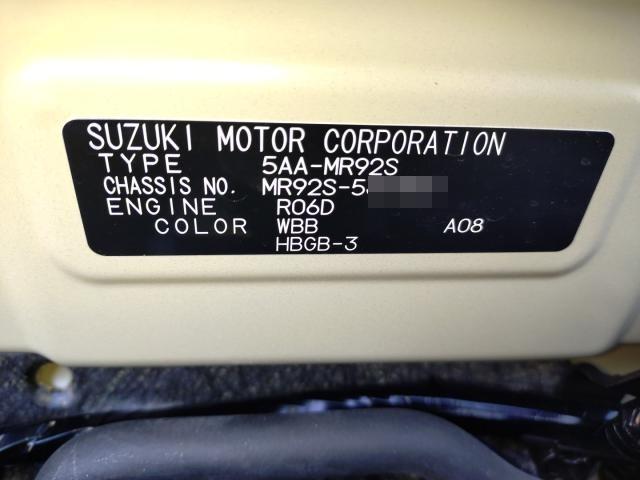 SUZUKI MOTOR CORPORATION
TYPE 5AA-MR92S
CHASSIS NO. MR92S-5
ENGINE R06D
COLOR WBB A08
HBGB-3